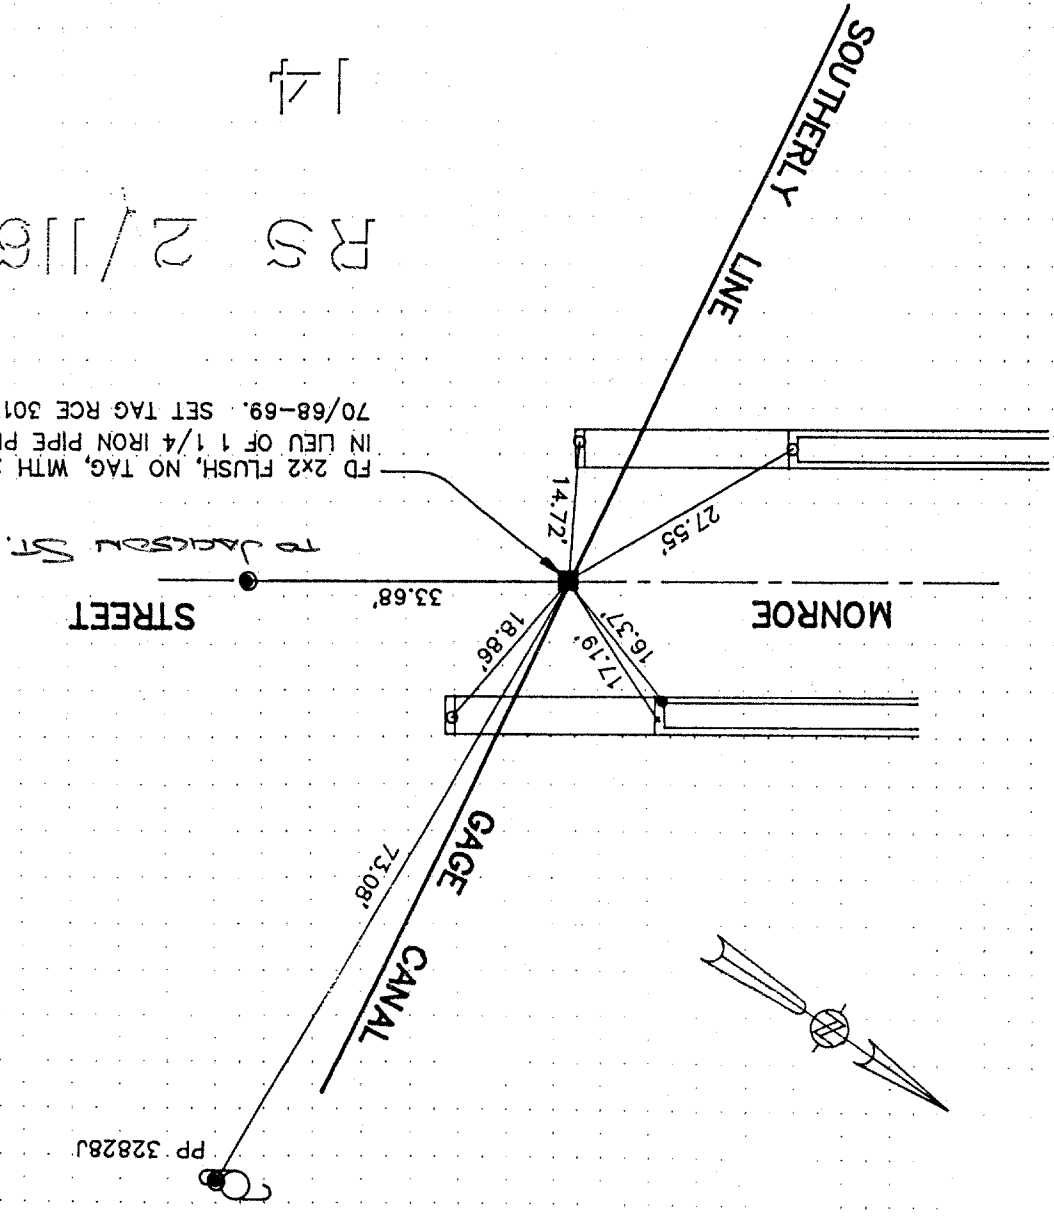 PP 32828J
CANAL
73.08'
GAGE
17.19'
16.37'
18.86'
MONROE
STREET
33.68'
TO JACKSON ST.
27.55'
14.72'
FD 2x2 FLUSH, NO TAG, WITH
IN LIEU OF 1 1/4 IRON PIPE
70/68-69. SET TAG RCE
LINE
RS 2/116
SOUTHERLY
14